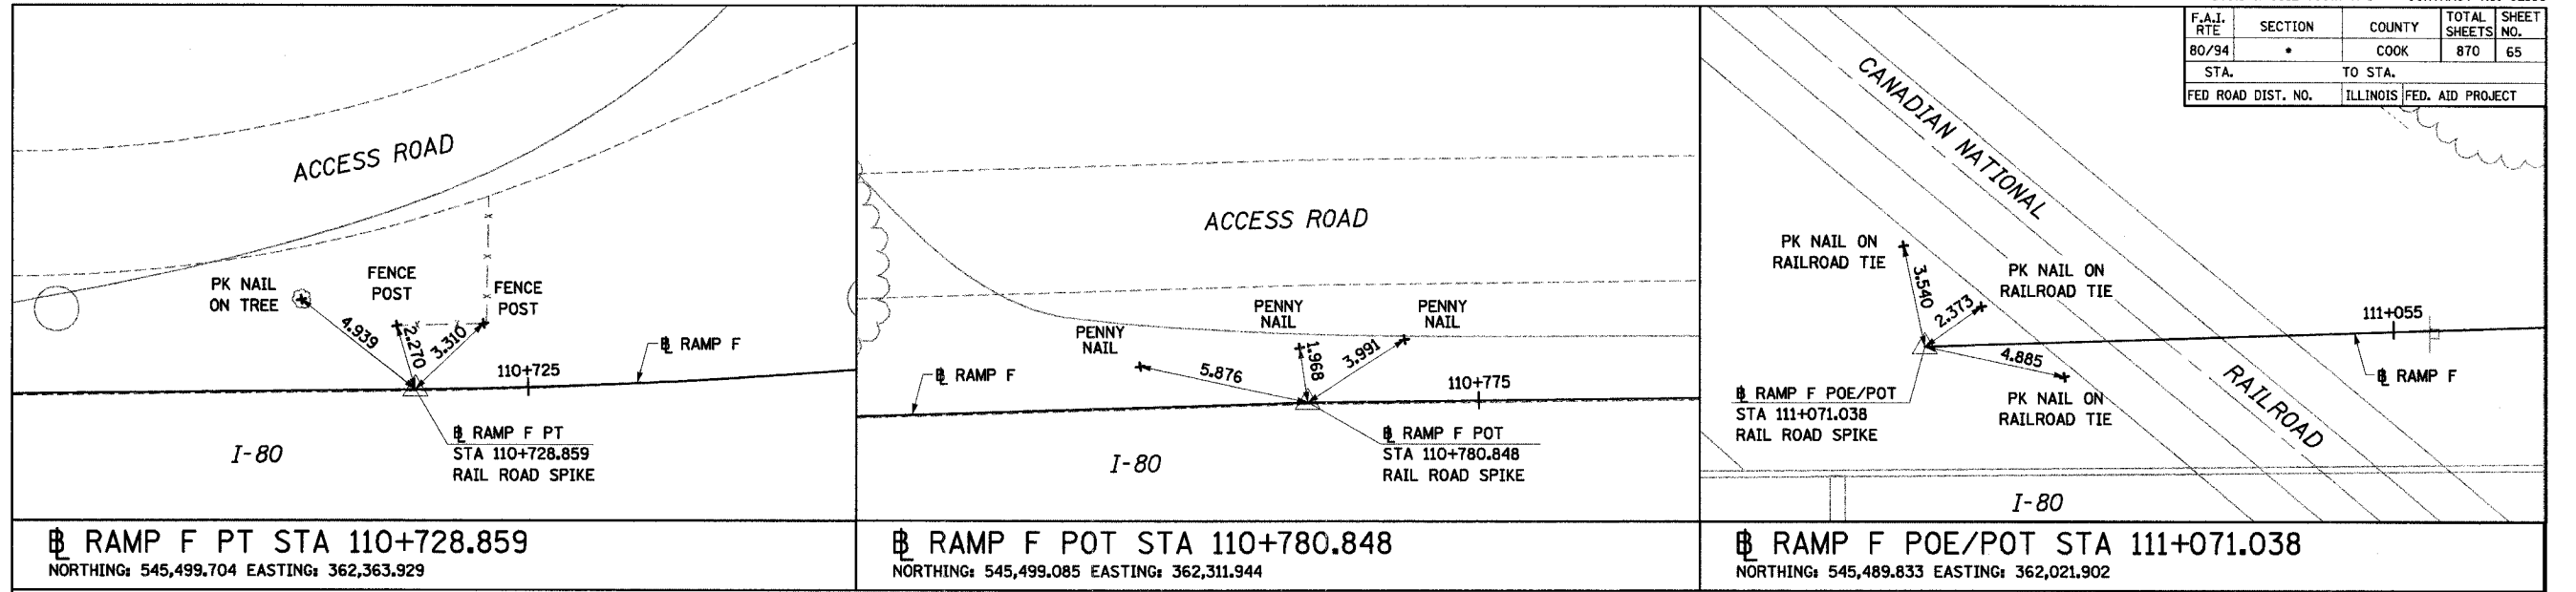 F.A.I. RTE SECTION COUNTY TOTAL SHEETS SHEET NO.
80/94 * COOK 870 65
STA. TO STA.
FED ROAD DIST. NO. ILLINOIS FED. AID PROJECT
ACCESS ROAD
PK NAIL
ON TREE
FENCE
POST
FENCE
POST
4.939
2.270
3.310
110+725
℄ RAMP F
℄ RAMP F PT
STA 110+728.859
RAIL ROAD SPIKE
I-80
℄ RAMP F PT STA 110+728.859
NORTHING: 545,499.704 EASTING: 362,363.929
ACCESS ROAD
PENNY
NAIL
PENNY
NAIL
PENNY
NAIL
5.876
1.968
3.991
110+775
℄ RAMP F
℄ RAMP F POT
STA 110+780.848
RAIL ROAD SPIKE
I-80
℄ RAMP F POT STA 110+780.848
NORTHING: 545,499.085 EASTING: 362,311.944
CANADIAN NATIONAL
RAILROAD
PK NAIL ON
RAILROAD TIE
PK NAIL ON
RAILROAD TIE
3.540
2.373
4.885
111+055
℄ RAMP F
PK NAIL ON
RAILROAD TIE
℄ RAMP F POE/POT
STA 111+071.038
RAIL ROAD SPIKE
I-80
℄ RAMP F POE/POT STA 111+071.038
NORTHING: 545,489.833 EASTING: 362,021.902